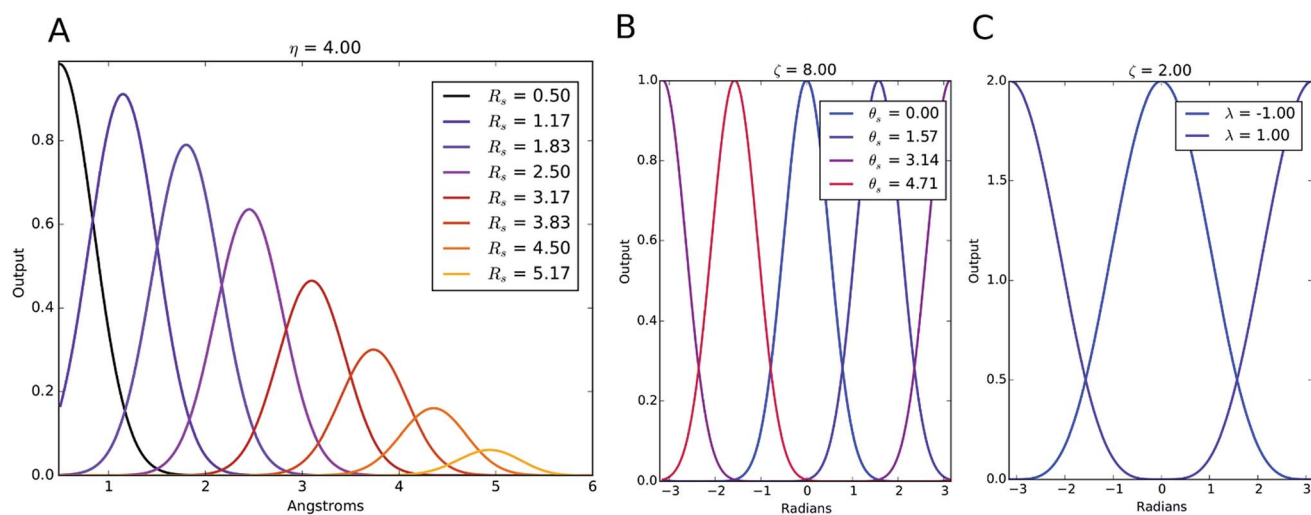 A
η = 4.00
Output
0.8
0.6
0.4
0.2
0.0
1 2 3 4 5 6
Angstroms
R_s = 0.50
R_s = 1.17
R_s = 1.83
R_s = 2.50
R_s = 3.17
R_s = 3.83
R_s = 4.50
R_s = 5.17
B
ζ = 8.00
Output
1.0
0.8
0.6
0.4
0.2
0.0
−3 −2 −1 0 1 2 3
Radians
θ_s = 0.00
θ_s = 1.57
θ_s = 3.14
θ_s = 4.71
C
ζ = 2.00
Output
2.0
1.5
1.0
0.5
0.0
−3 −2 −1 0 1 2 3
Radians
λ = -1.00
λ = 1.00